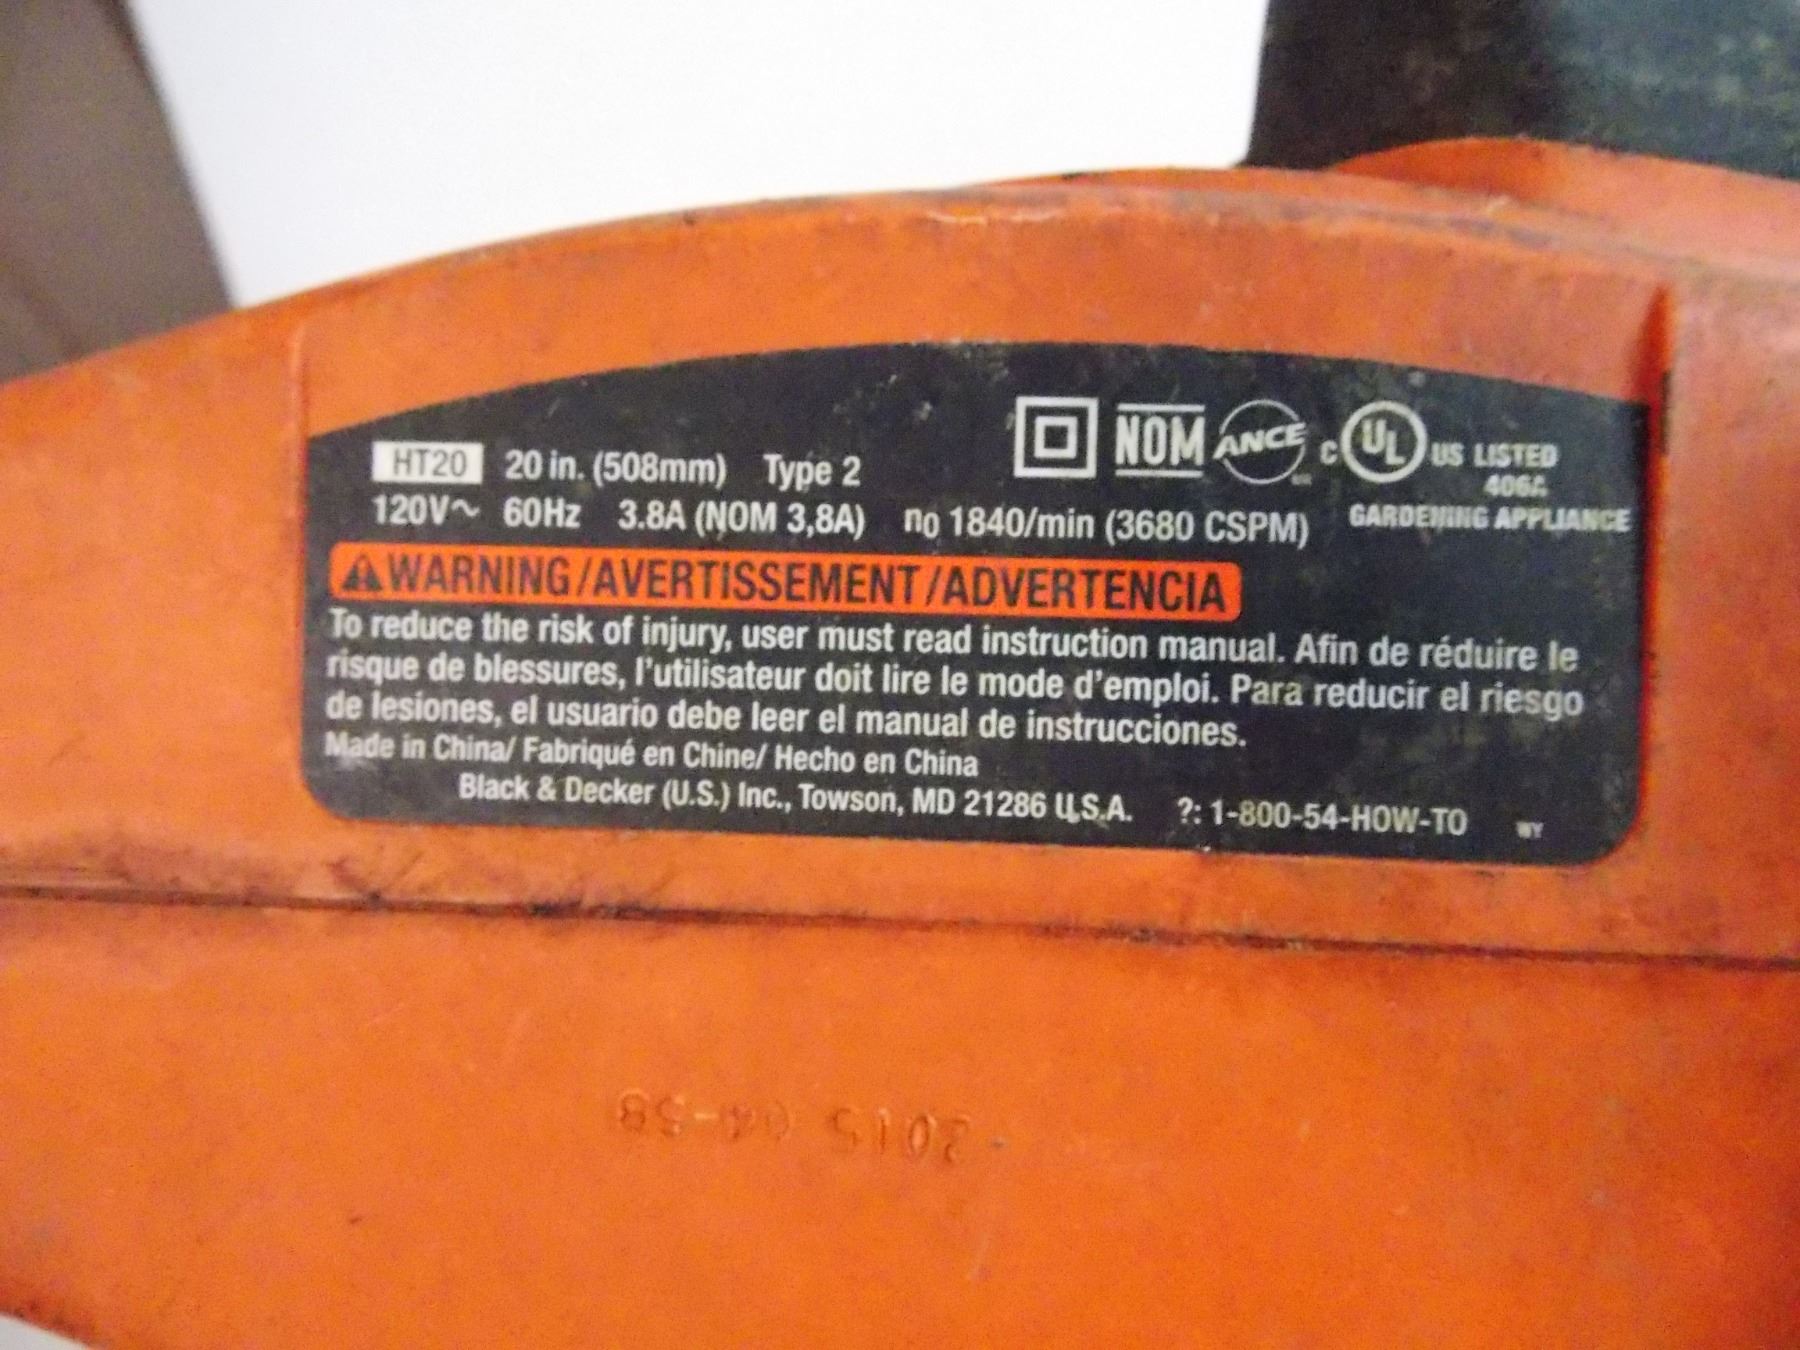 HT20 20 in. (508mm) Type 2
NOM ANCE C UL US LISTED
406A
120V~ 60Hz 3.8A (NOM 3,8A) no 1840/min (3680 CSPM)
GARDENING APPLIANCE
WARNING/AVERTISSEMENT/ADVERTENCIA
To reduce the risk of injury, user must read instruction manual. Afin de réduire le
risque de blessures, l'utilisateur doit lire le mode d'emploi. Para reducir el riesgo
de lesiones, el usuario debe leer el manual de instrucciones.
Made in China/ Fabriqué en Chine/ Hecho en China
Black & Decker (U.S.) Inc., Towson, MD 21286 U.S.A. ?: 1-800-54-HOW-TO WY
2015